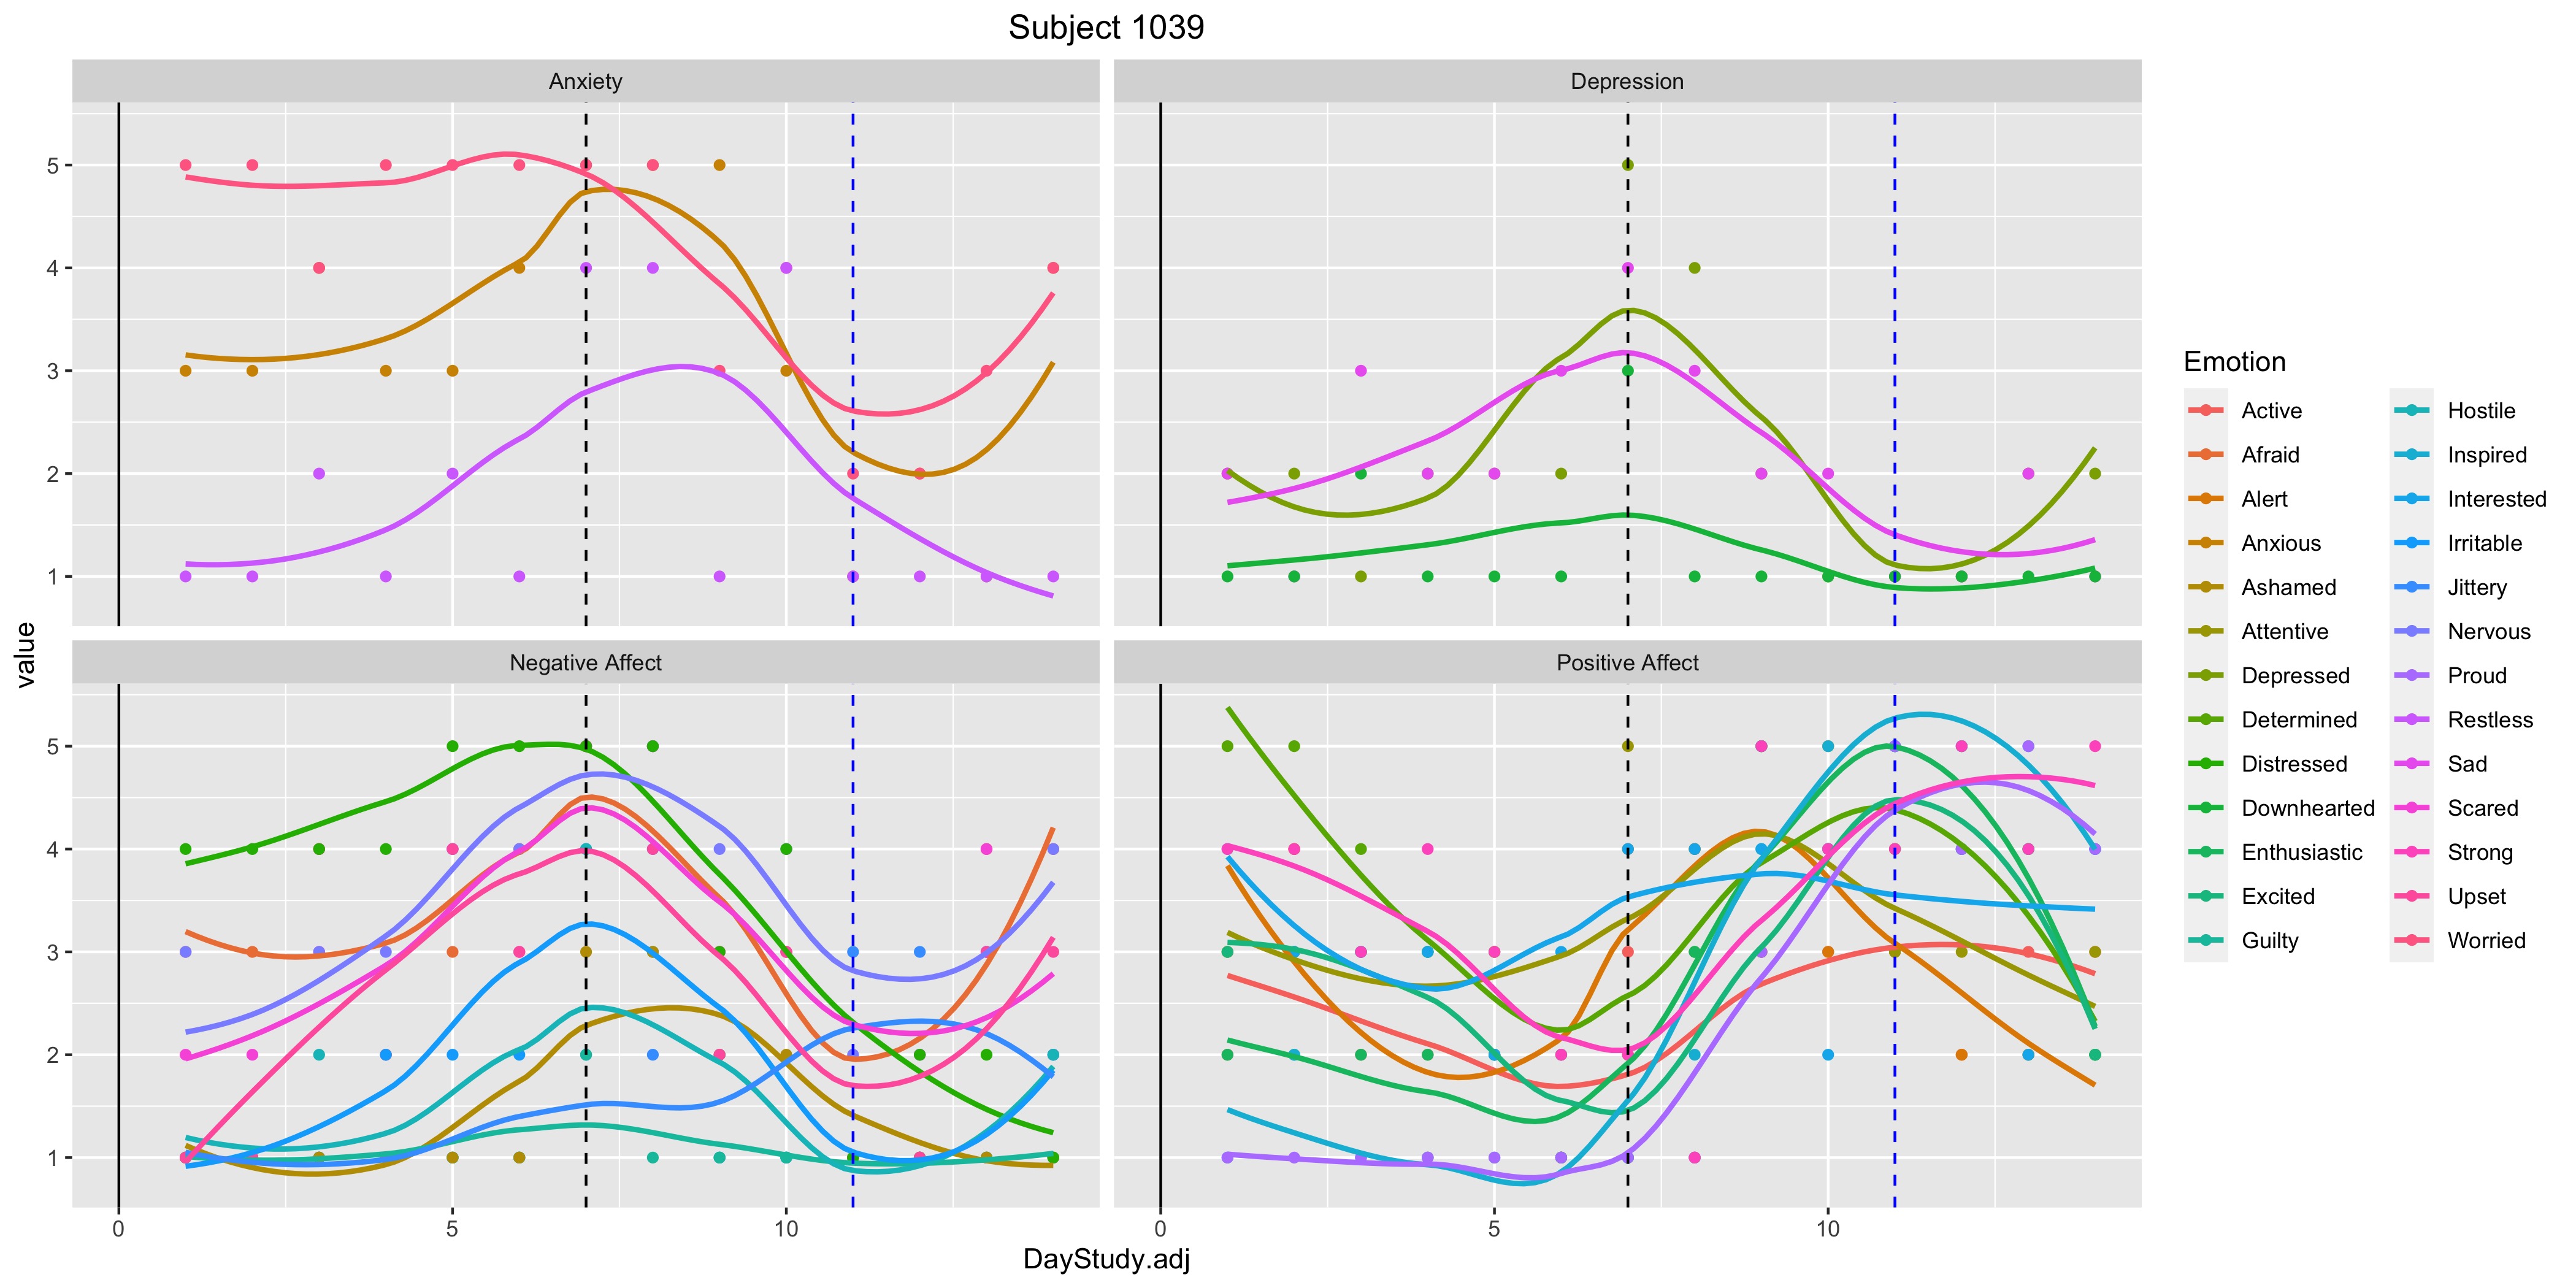 Subject 1039
Anxiety
Depression
5
4
3
2
1
Negative Affect
Positive Affect
5
4
3
2
1
0
5
10
0
5
10
value
DayStudy.adj
Emotion
Active
Afraid
Alert
Anxious
Ashamed
Attentive
Depressed
Determined
Distressed
Downhearted
Enthusiastic
Excited
Guilty
Hostile
Inspired
Interested
Irritable
Jittery
Nervous
Proud
Restless
Sad
Scared
Strong
Upset
Worried